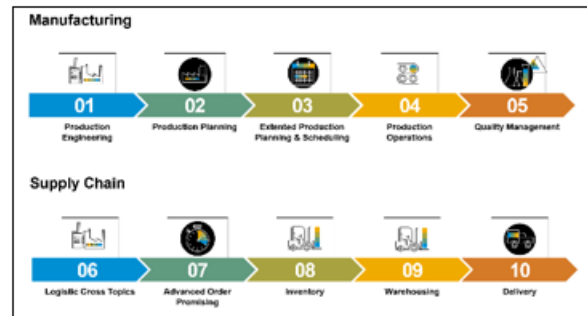 Manufacturing
01 02 03 04 05
Production Engineering
Production Planning
Extented Production Planning & Scheduling
Production Operations
Quality Management
Supply Chain
06 07 08 09 10
Logistic Cross Topics
Advanced Order Promising
Inventory
Warehousing
Delivery